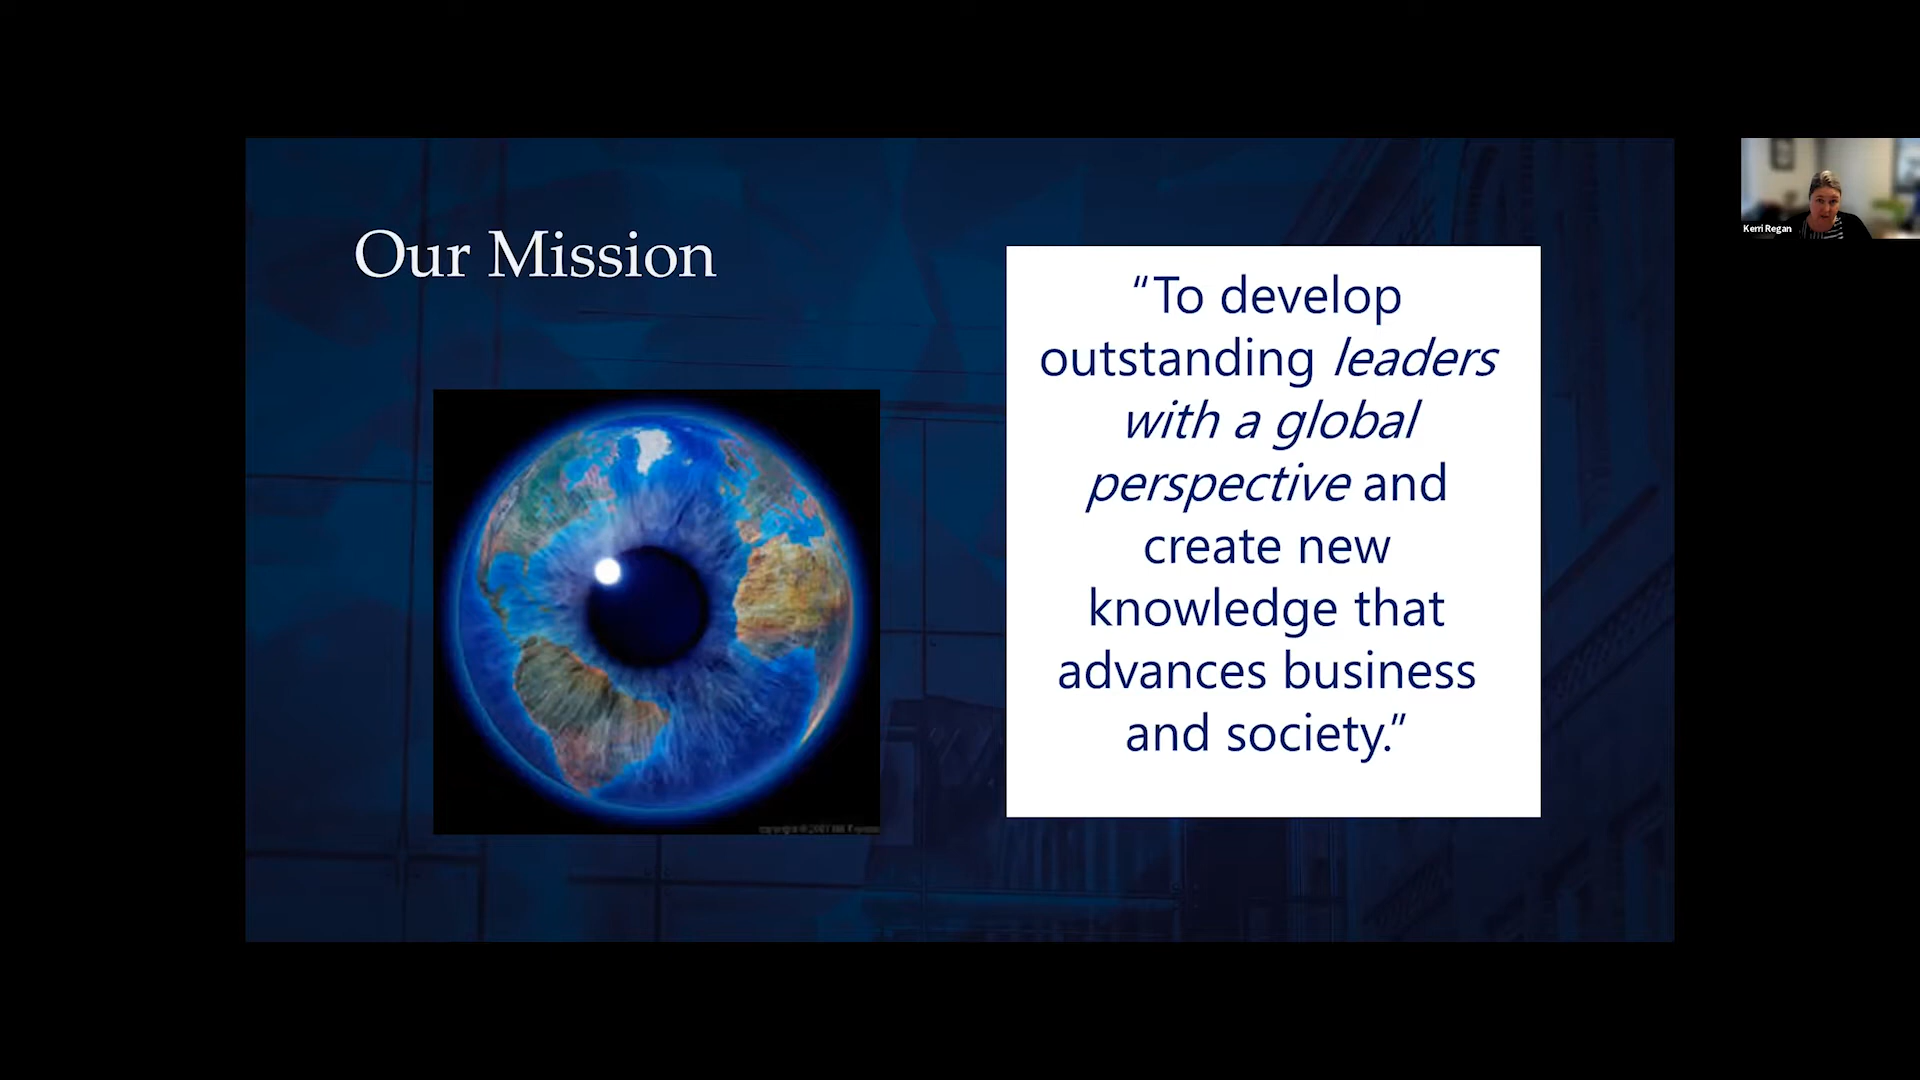 Our Mission
“To develop
outstanding leaders
with a global
perspective and
create new
knowledge that
advances business
and society.”
Kerri Regan